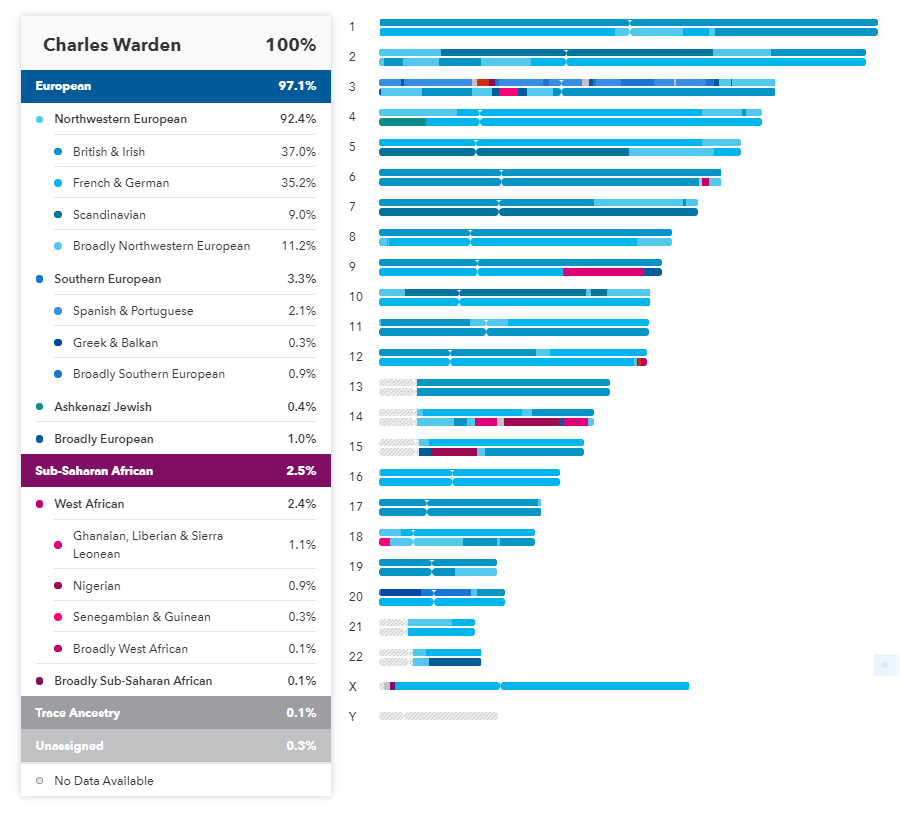 Charles Warden 100%
European 97.1%
Northwestern European 92.4%
British & Irish 37.0%
French & German 35.2%
Scandinavian 9.0%
Broadly Northwestern European 11.2%
Southern European 3.3%
Spanish & Portuguese 2.1%
Greek & Balkan 0.3%
Broadly Southern European 0.9%
Ashkenazi Jewish 0.4%
Broadly European 1.0%
Sub-Saharan African 2.5%
West African 2.4%
Ghanaian, Liberian & Sierra
Leonean 1.1%
Nigerian 0.9%
Senegambian & Guinean 0.3%
Broadly West African 0.1%
Broadly Sub-Saharan African 0.1%
Trace Ancestry 0.1%
Unassigned 0.3%
No Data Available
1
2
3
4
5
6
7
8
9
10
11
12
13
14
15
16
17
18
19
20
21
22
X
Y